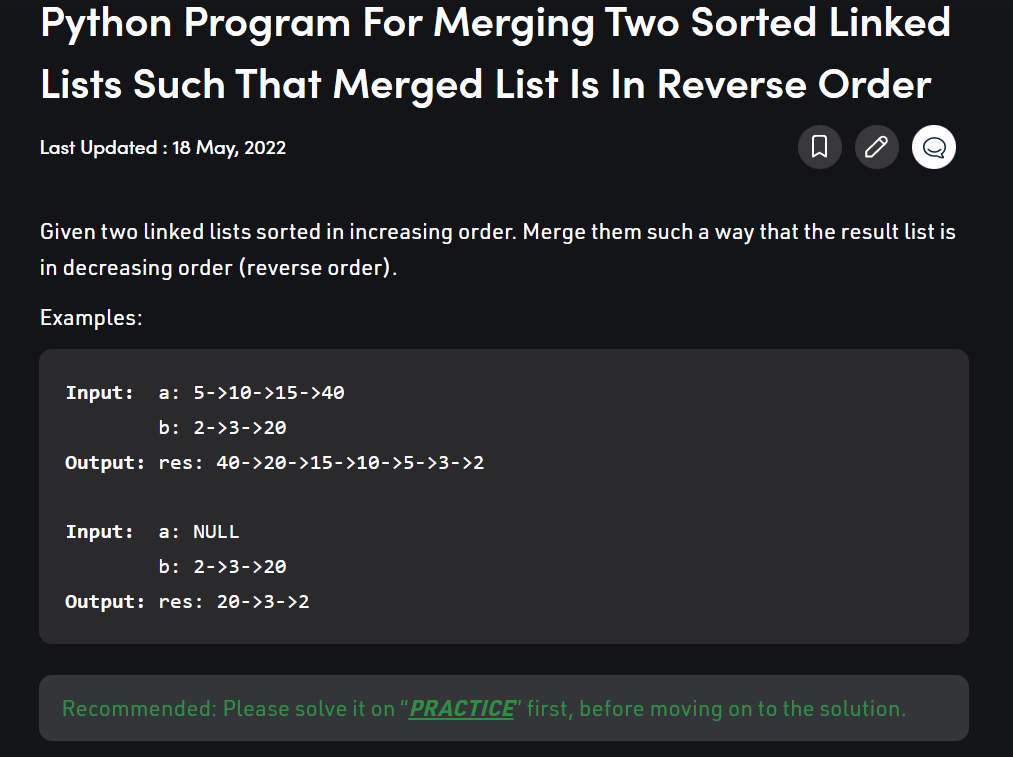 Python Program For Merging Two Sorted Linked
Lists Such That Merged List Is In Reverse Order
Last Updated : 18 May, 2022
Given two linked lists sorted in increasing order. Merge them such a way that the result list is
in decreasing order (reverse order).
Examples:
Input:  a: 5->10->15->40
        b: 2->3->20
Output: res: 40->20->15->10->5->3->2
Input:  a: NULL
        b: 2->3->20
Output: res: 20->3->2
Recommended: Please solve it on "PRACTICE" first, before moving on to the solution.